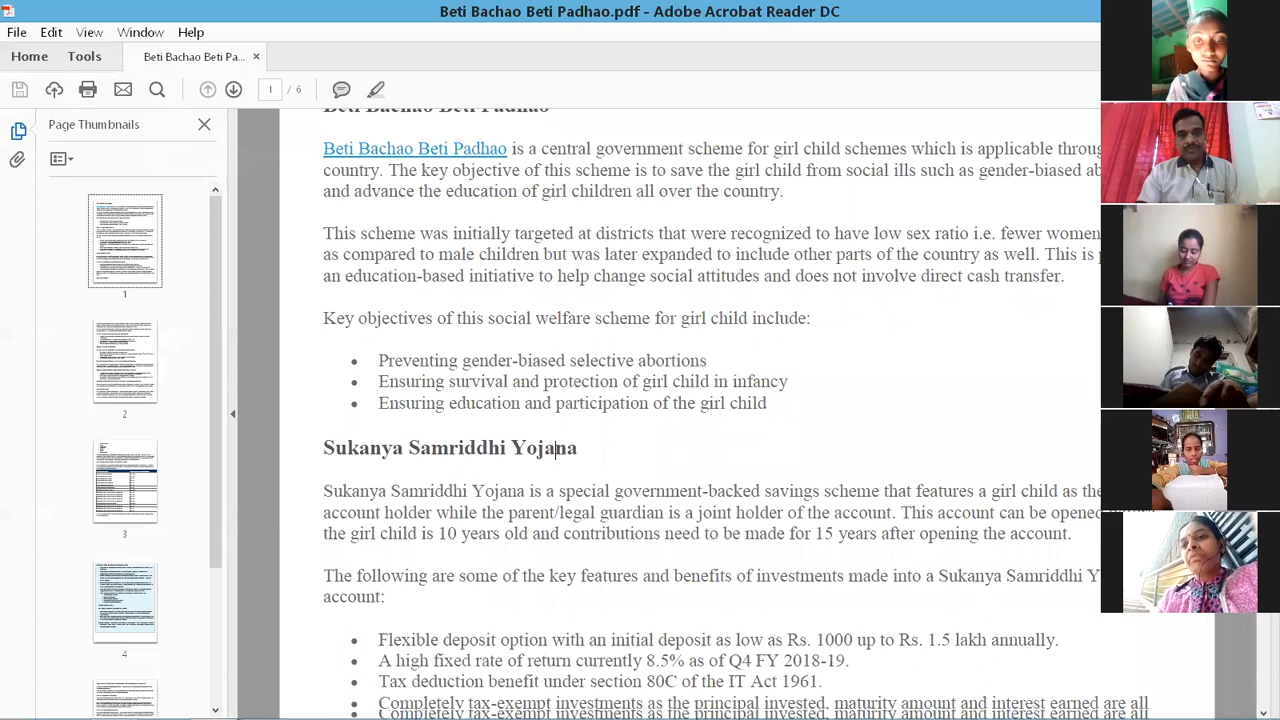 Beti Bachao Beti Padhao.pdf - Adobe Acrobat Reader DC
File Edit View Window Help
Home Tools Beti Bachao Beti Pa... ×
1 / 6
Page Thumbnails
1
2
3
4
Beti Bachao Beti Padhao
Beti Bachao Beti Padhao is a central government scheme for girl child schemes which is applicable throug
country. The key objective of this scheme is to save the girl child from social ills such as gender-biased ab
and advance the education of girl children all over the country.
This scheme was initially targeted at districts that were recognized to have low sex ratio i.e. fewer women
as compared to male children but was later expanded to include other parts of the country as well. This is p
an education-based initiative to help change social attitudes and does not involve direct cash transfer.
Key objectives of this social welfare scheme for girl child include:
• Preventing gender-biased selective abortions
• Ensuring survival and protection of girl child in infancy
• Ensuring education and participation of the girl child
Sukanya Samriddhi Yojana
Sukanya Samriddhi Yojana is a special government backed savings scheme that features a girl child as the
account holder while the parent/legal guardian is a joint holder of the account. This account can be opened
the girl child is 10 years old and contributions need to be made for 15 years after opening the account.
The following are some of the key features and benefits of investments made into a Sukanya Samriddhi Y
account:
• Flexible deposit option with an initial deposit as low as Rs. 1000 up to Rs. 1.5 lakh annually.
• A high fixed rate of return currently 8.5% as of Q4 FY 2018-19.
• Tax deduction benefit under section 80C of the IT Act
• tax exempt as the principal invested, maturity amount and interest earned are all